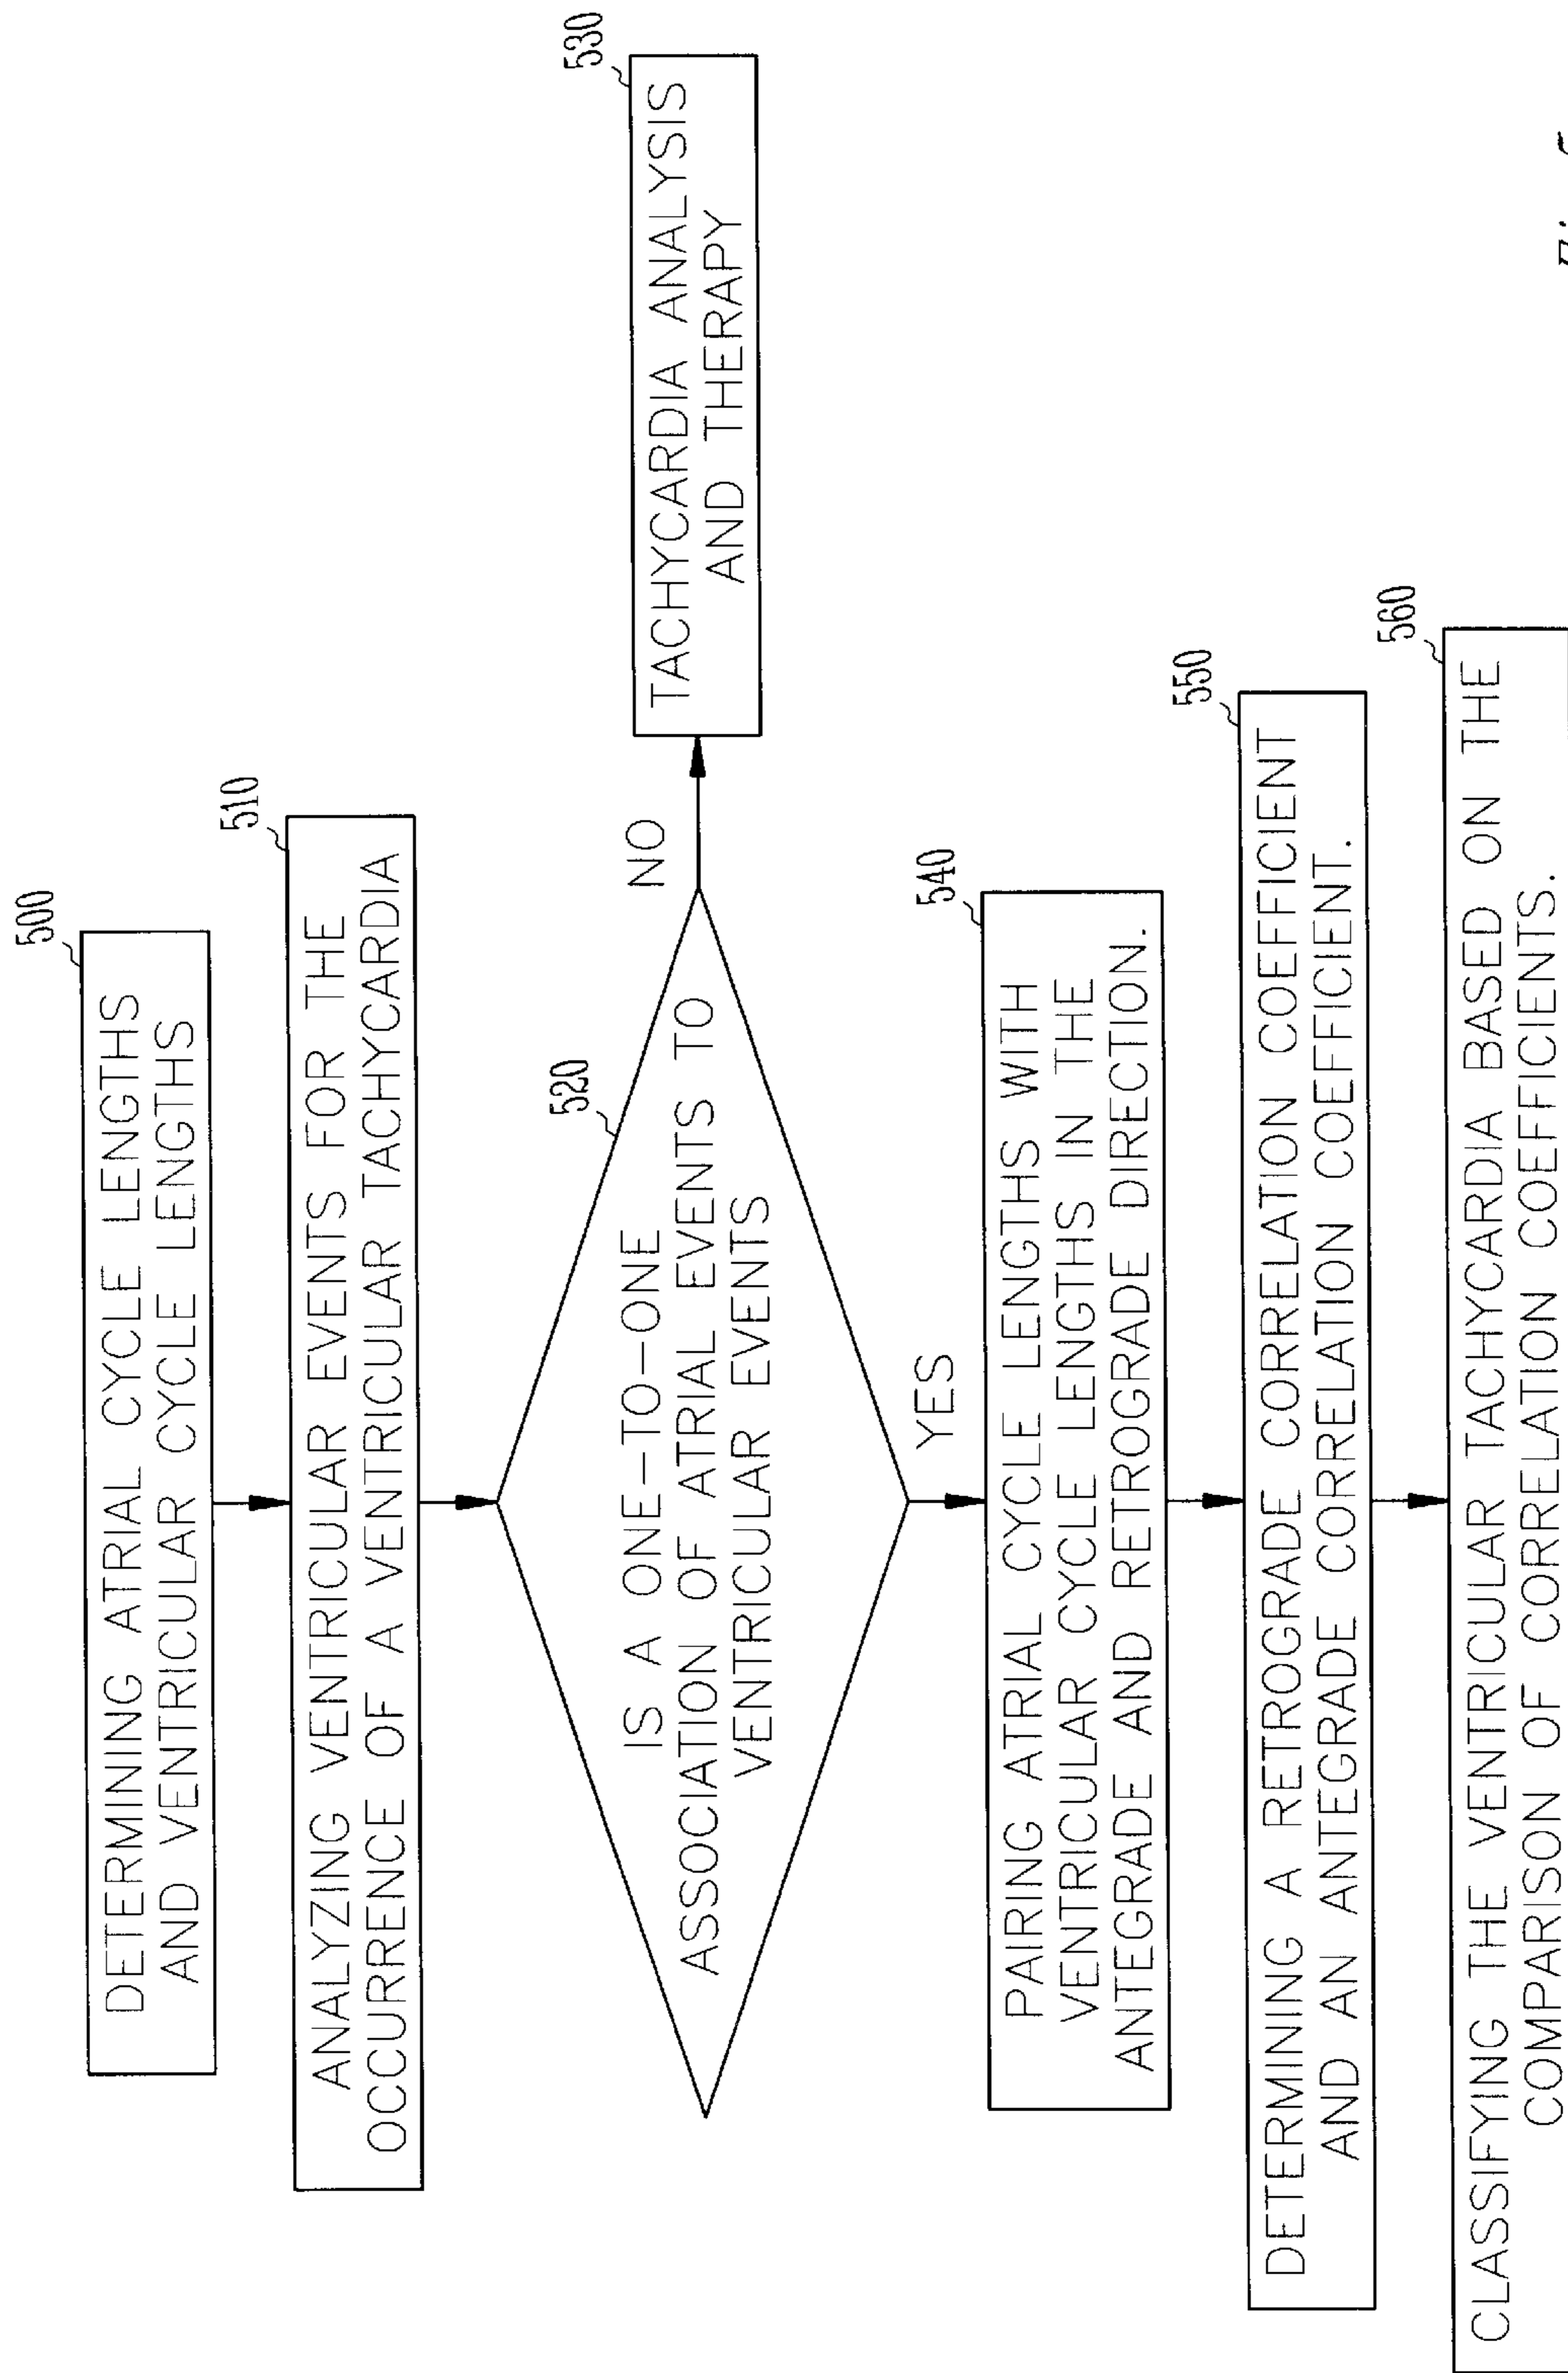 500
DETERMINING ATRIAL CYCLE LENGTHS
AND VENTRICULAR CYCLE LENGTHS
510
ANALYZING VENTRICULAR EVENTS FOR THE
OCCURRENCE OF A VENTRICULAR TACHYCARDIA
520
IS A ONE-TO-ONE
ASSOCIATION OF ATRIAL EVENTS TO
VENTRICULAR EVENTS
NO
530
TACHYCARDIA ANALYSIS
AND THERAPY
YES
540
PAIRING ATRIAL CYCLE LENGTHS WITH
VENTRICULAR CYCLE LENGTHS IN THE
ANTEGRADE AND RETROGRADE DIRECTION.
550
DETERMINING A RETROGRADE CORRELATION COEFFICIENT
AND AN ANTEGRADE CORRELATION COEFFICIENT.
560
CLASSIFYING THE VENTRICULAR TACHYCARDIA BASED ON THE
COMPARISON OF CORRELATION COEFFICIENTS.